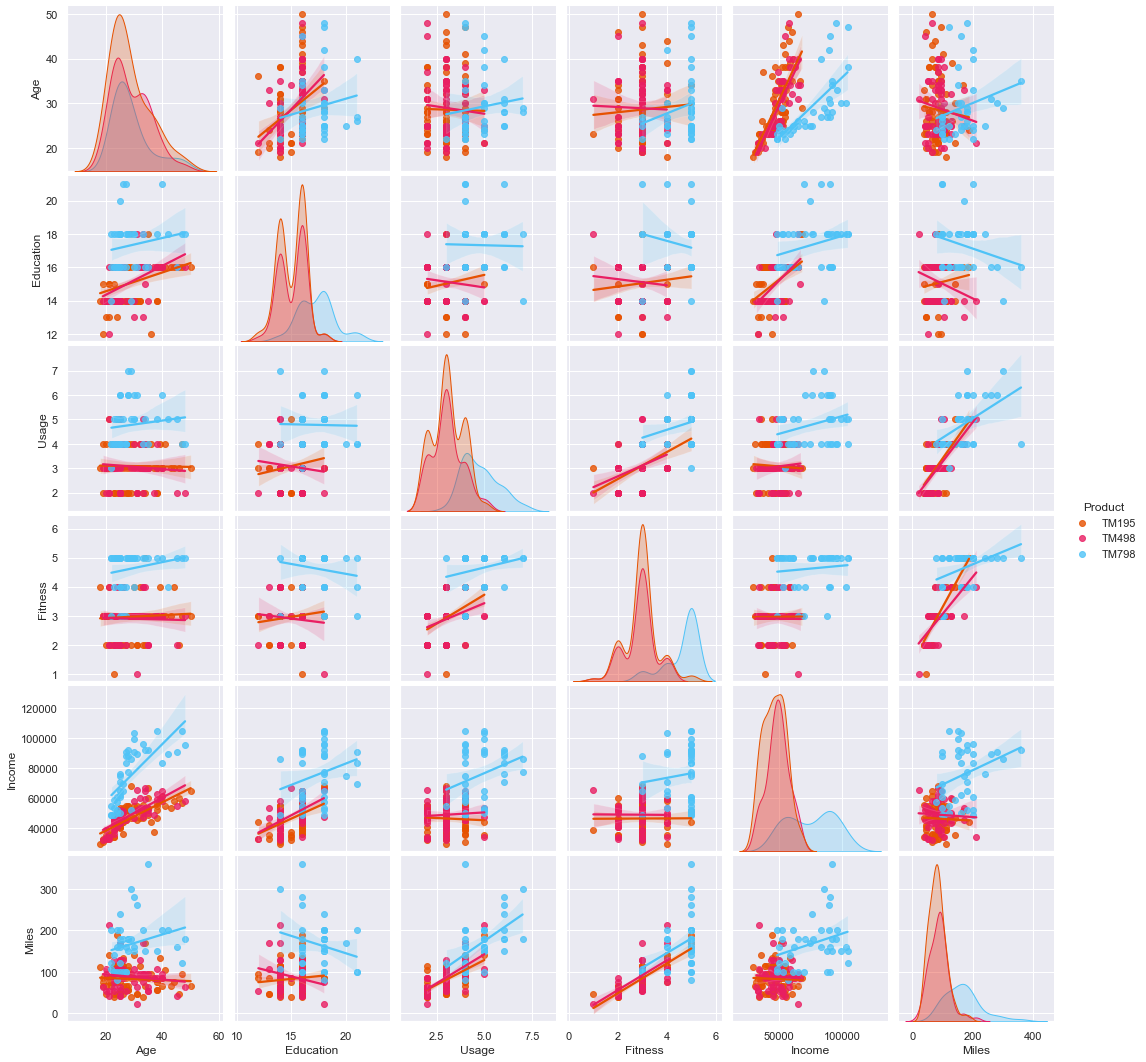 50
40
30
20
Age
20
18
16
14
12
Education
7
6
5
4
3
2
Usage
6
5
4
3
2
1
Fitness
Product
TM195
TM498
TM798
120000
100000
80000
60000
40000
Income
300
200
100
0
Miles
20 40 60
10 15 20
2.5 5.0 7.5
0 2 4 6
50000 100000
0 200 400
Age Education Usage Fitness Income Miles